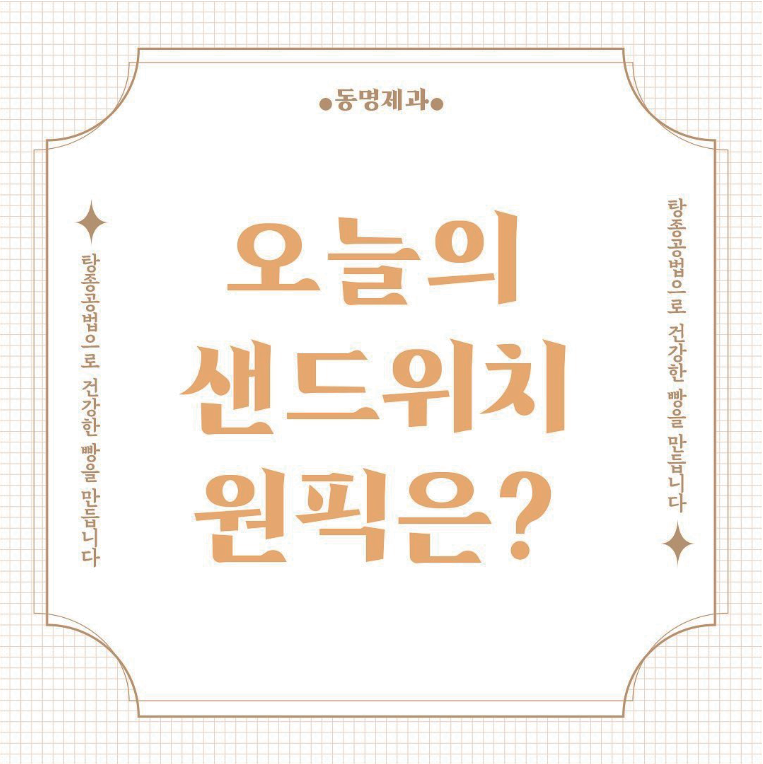 ●동명제과●
오늘의
샌드위치
원픽은?
탕종공법으로 건강한 빵을 만듭니다
탕종공법으로 건강한 빵을 만듭니다